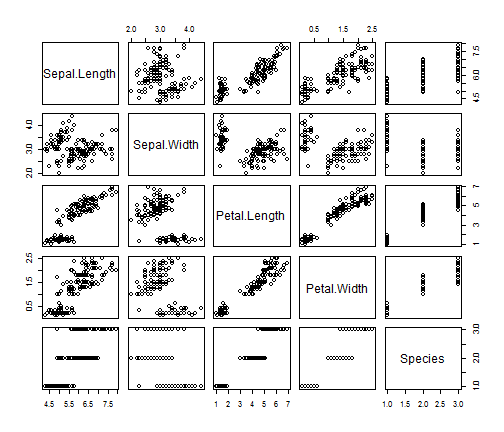 2.0 3.0 4.0 0.5 1.5 2.5
Sepal.Length
4.5 6.0 7.5
2.0 3.0 4.0
Sepal.Width
Petal.Length
1 3 5 7
0.5 1.5 2.5
Petal.Width
Species
1.0 2.0 3.0
4.5 5.5 6.5 7.5 1 2 3 4 5 6 7 1.0 1.5 2.0 2.5 3.0